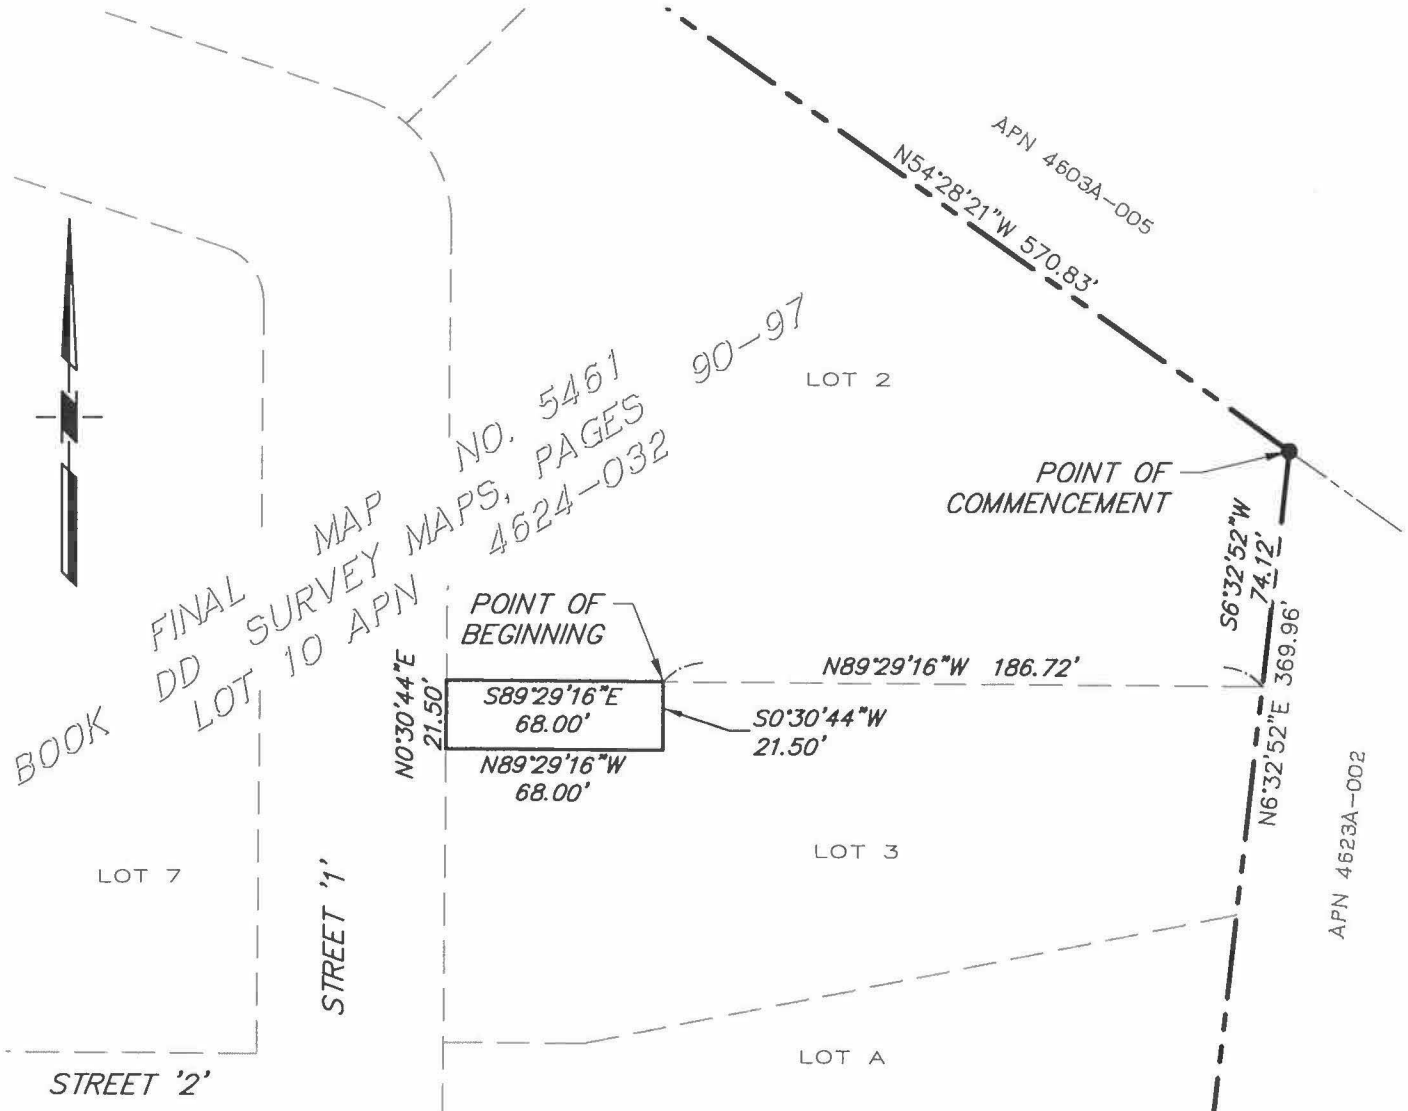 APN 4603A-005
N54°28'21"W 570.83'
LOT 2
FINAL MAP NO. 5461
BOOK DD SURVEY MAPS, PAGES 90-97
LOT 10 APN 4624-032
POINT OF
COMMENCEMENT
S6°32'52"W
74.12'
N6°32'52"E 369.96'
POINT OF
BEGINNING
N89°29'16"W 186.72'
N0°30'44"E
21.50'
S89°29'16"E
68.00'
S0°30'44"W
21.50'
N89°29'16"W
68.00'
APN 4623A-002
LOT 3
LOT 7
STREET '1'
LOT A
STREET '2'